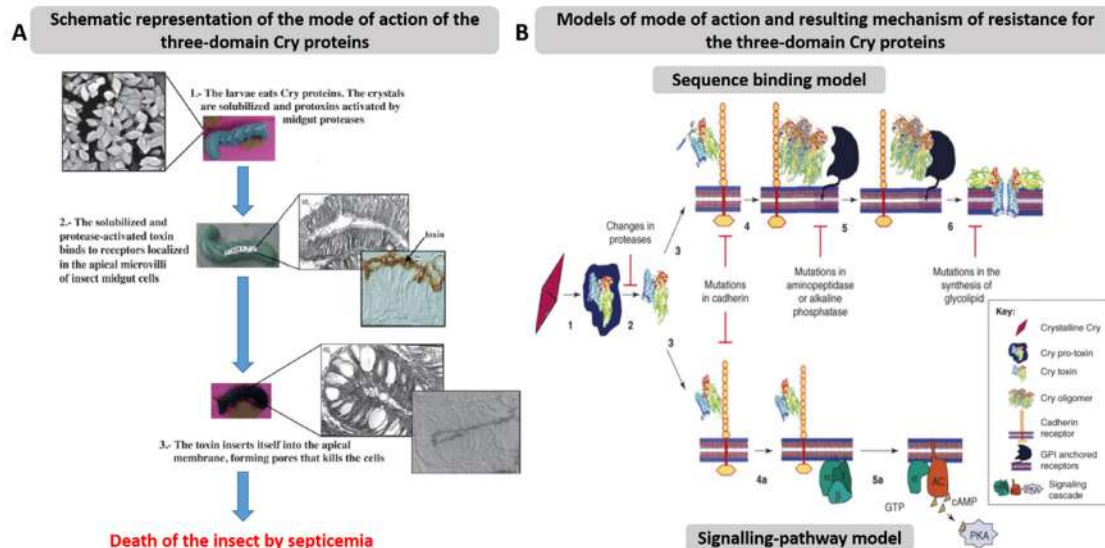 A
Schematic representation of the mode of action of the
three-domain Cry proteins
1.- The larvae eats Cry proteins. The crystals
are solubilized and protoxins activated by
midgut proteases
2.- The solubilized and
protease-activated toxin
binds to receptors localized
in the apical microvilli
of insect midgut cells
toxin
3.- The toxin inserts itself into the apical
membrane, forming pores that kills the cells
Death of the insect by septicemia
B
Models of mode of action and resulting mechanism of resistance for
the three-domain Cry proteins
Sequence binding model
Changes in
proteases
3
4
5
6
1
2
Mutations
in cadherin
Mutations in
aminopeptidase
or alkaline
phosphatase
Mutations in the
synthesis of
glycolipid
3
4a
5a
GTP
AC
cAMP
PKA
Key:
Crystalline Cry
Cry pro-toxin
Cry toxin
Cry oligomer
Cadherin
receptor
GPI anchored
receptors
PKA
Signaling
cascade
Signalling-pathway model